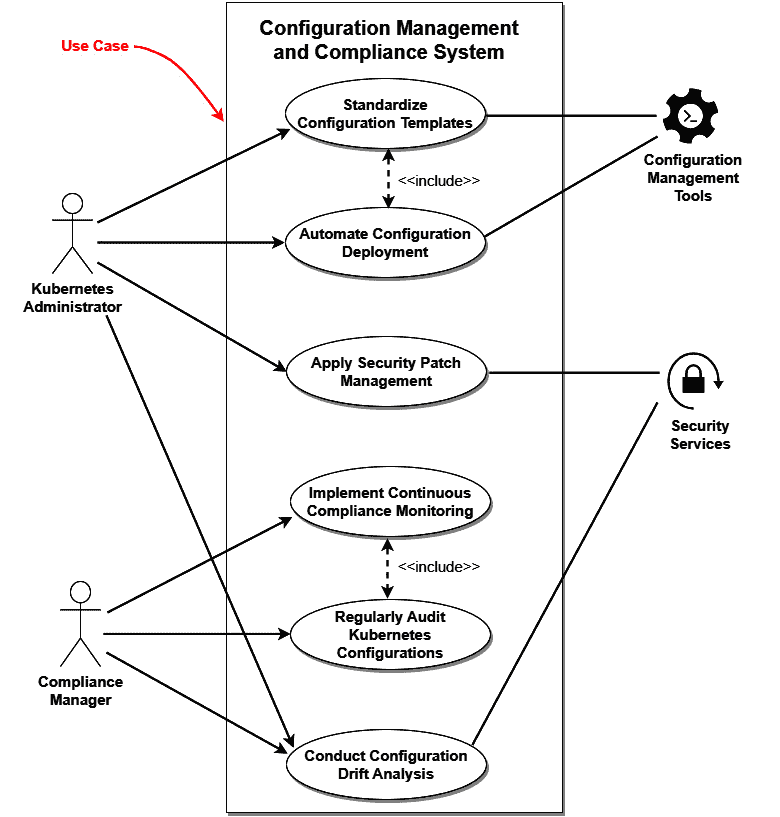 Configuration Management
and Compliance System
Use Case
Standardize
Configuration Templates
Configuration
Management
Tools
<<include>>
Automate Configuration
Deployment
Kubernetes
Administrator
Apply Security Patch
Management
Security
Services
Implement Continuous
Compliance Monitoring
<<include>>
Regularly Audit
Kubernetes
Configurations
Compliance
Manager
Conduct Configuration
Drift Analysis